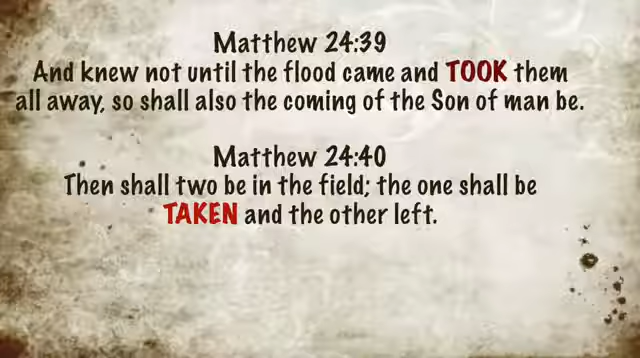 Matthew 24:39
And knew not until the flood came and TOOK them
all away, so shall also the coming of the Son of man be.
Matthew 24:40
Then shall two be in the field; the one shall be
TAKEN and the other left.